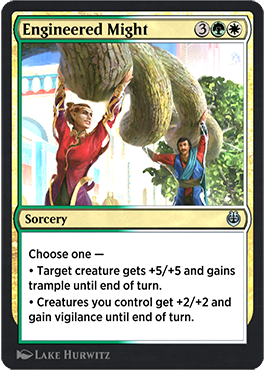 Engineered Might 3
Sorcery
Choose one —
• Target creature gets +5/+5 and gains
trample until end of turn.
• Creatures you control get +2/+2 and
gain vigilance until end of turn.
LAKE HURWITZ